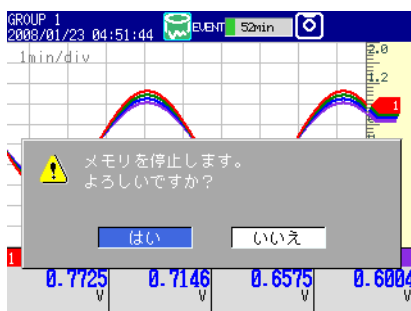 GROUP 1
2008/01/23 04:51:44
EVENT 52min
1min/div
2.0
1.2
1
メモリを停止します。
よろしいですか？
はい
いいえ
1
0.7725 0.7146 0.6575 0.6004
V V V V